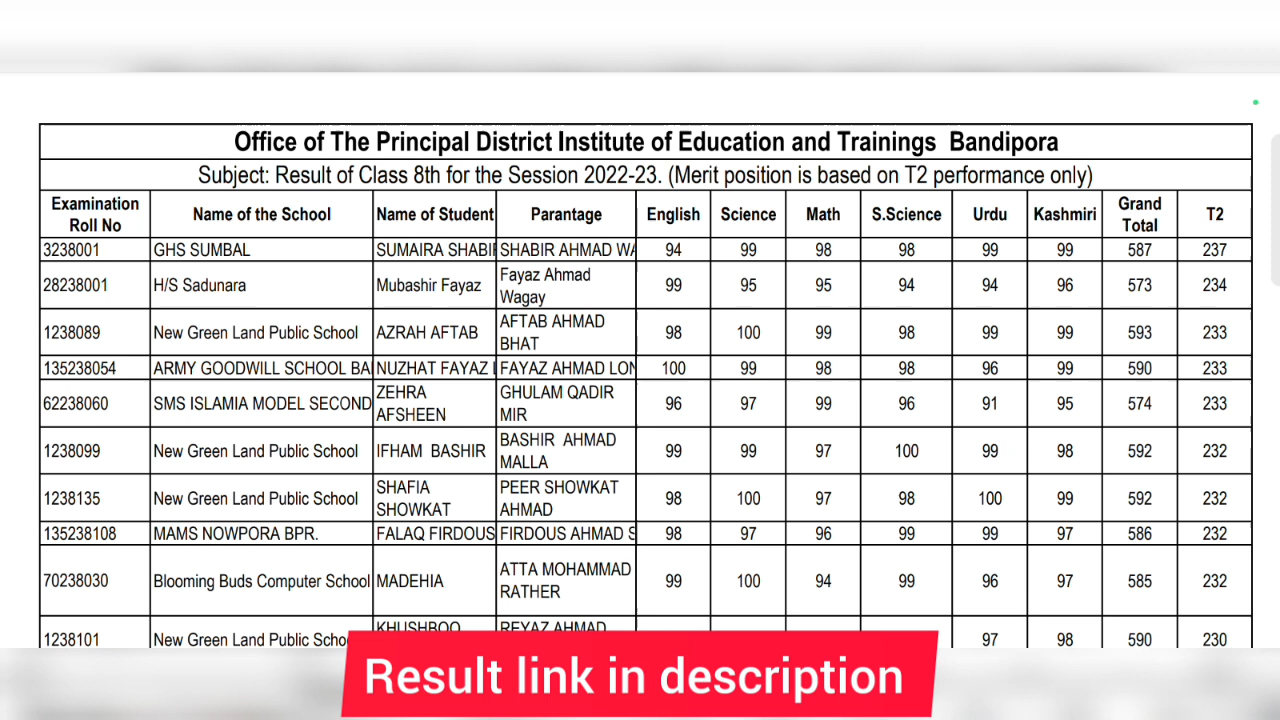 Office of The Principal District Institute of Education and Trainings Bandipora
Subject: Result of Class 8th for the Session 2022-23. (Merit position is based on T2 performance only)
Examination Roll No Name of the School Name of Student Parantage English Science Math S.Science Urdu Kashmiri Grand Total T2
3238001 GHS SUMBAL SUMAIRA SHABI SHABIR AHMAD WA 94 99 98 98 99 99 587 237
28238001 H/S Sadunara Mubashir Fayaz Fayaz Ahmad Wagay 99 95 95 94 94 96 573 234
1238089 New Green Land Public School AZRAH AFTAB AFTAB AHMAD BHAT 98 100 99 98 99 99 593 233
135238054 ARMY GOODWILL SCHOOL BA NUZHAT FAYAZ FAYAZ AHMAD LON 100 99 98 98 96 99 590 233
62238060 SMS ISLAMIA MODEL SECOND ZEHRA AFSHEEN GHULAM QADIR MIR 96 97 99 96 91 95 574 233
1238099 New Green Land Public School IFHAM BASHIR BASHIR AHMAD MALLA 99 99 97 100 99 98 592 232
1238135 New Green Land Public School SHAFIA SHOWKAT PEER SHOWKAT AHMAD 98 100 97 98 100 99 592 232
135238108 MAMS NOWPORA BPR. FALAQ FIRDOUS FIRDOUS AHMAD S 98 97 96 99 99 97 586 232
70238030 Blooming Buds Computer School MADEHIA ATTA MOHAMMAD RATHER 99 100 94 99 96 97 585 232
1238101 New Green Land Public Schoo KHUSHBOO REYAZ AHMAD 97 98 590 230
Result link in description